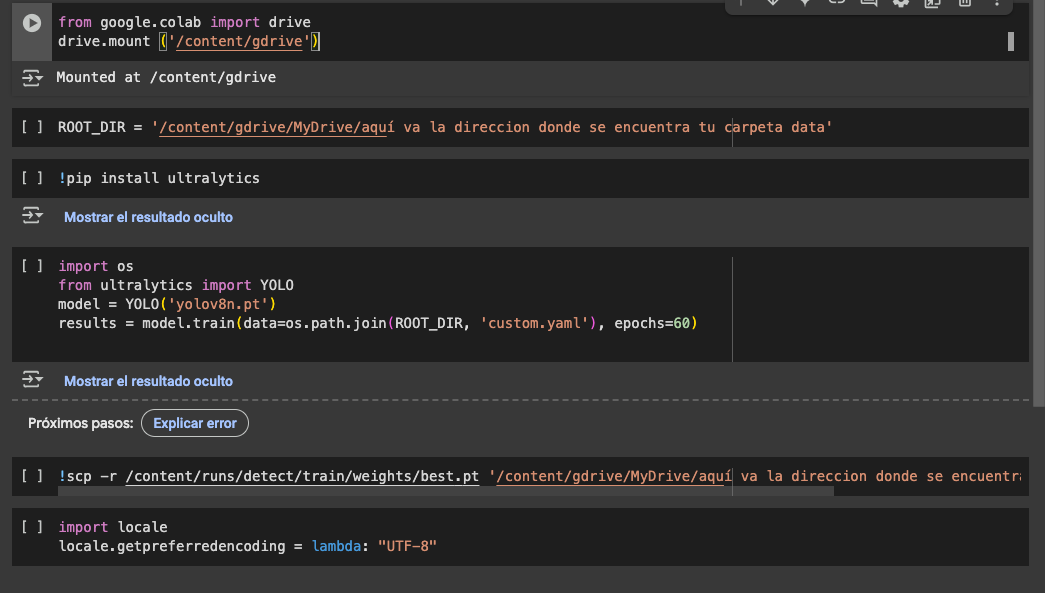 from google.colab import drive
drive.mount ('/content/gdrive')
Mounted at /content/gdrive
[ ] ROOT_DIR = '/content/gdrive/MyDrive/aquí va la direccion donde se encuentra tu carpeta data'
[ ] !pip install ultralytics
Mostrar el resultado oculto
[ ] import os
from ultralytics import YOLO
model = YOLO('yolov8n.pt')
results = model.train(data=os.path.join(ROOT_DIR, 'custom.yaml'), epochs=60)
Mostrar el resultado oculto
Próximos pasos: Explicar error
[ ] !scp -r /content/runs/detect/train/weights/best.pt '/content/gdrive/MyDrive/aquí va la direccion donde se
[ ] import locale
locale.getpreferredencoding = lambda: "UTF-8"